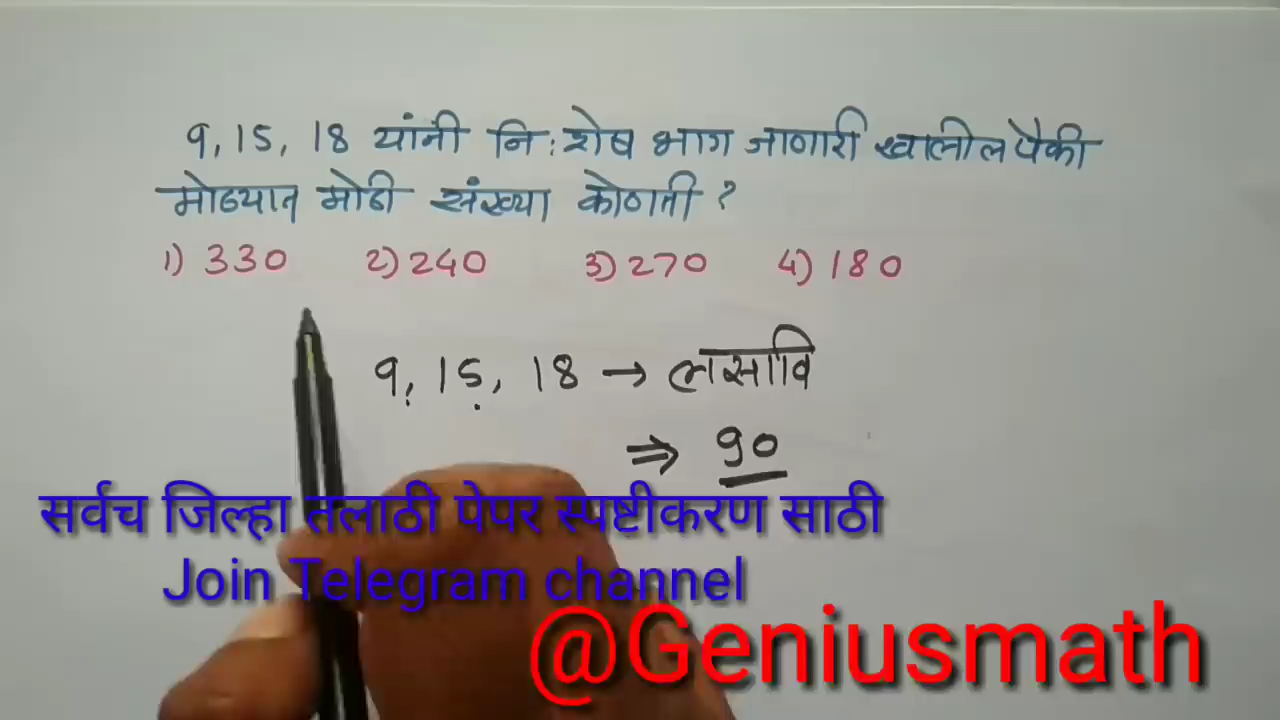 9, 15, 18 यांनी नि:शेष भाग जाणारी खालीलपैकी
मोठ्यात मोठी संख्या कोणती ?
1) 330 2) 240 3) 270 4) 180
9, 15, 18 → लसावि
⇒ 90
सर्वच जिल्हा तलाठी पेपर स्पष्टीकरण साठी
Join Telegram channel
@Geniusmath